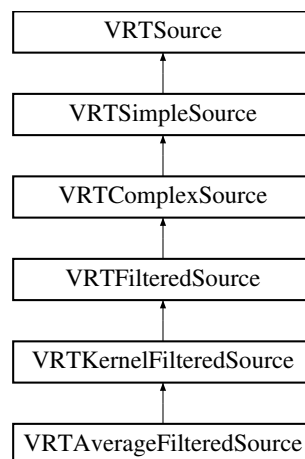 VRTSource
VRTSimpleSource
VRTComplexSource
VRTFilteredSource
VRTKernelFilteredSource
VRTAverageFilteredSource